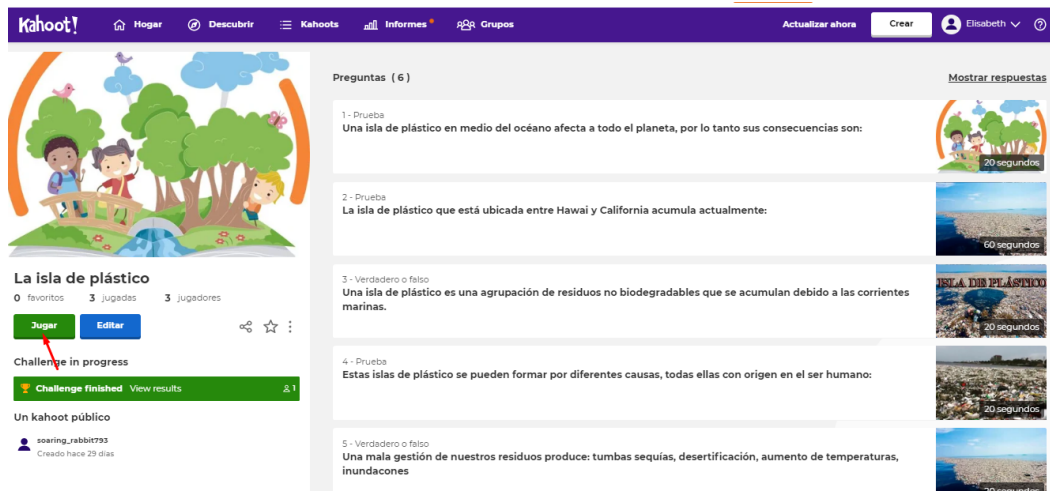 Kahoot! Hogar Descubrir Kahoots Informes Grupos Actualizar ahora Crear Elisabeth ?
La isla de plástico
0 favoritos 3 jugadas 3 jugadores
Jugar Editar
Challenge in progress
Challenge finished View results 1
Un kahoot público
soaring_rabbit793
Creado hace 29 días
Preguntas (6) Mostrar respuestas
1 - Prueba
Una isla de plástico en medio del océano afecta a todo el planeta, por lo tanto sus consecuencias son:
20 segundos
2 - Prueba
La isla de plástico que está ubicada entre Hawai y California acumula actualmente:
60 segundos
3 - Verdadero o falso
Una isla de plástico es una agrupación de residuos no biodegradables que se acumulan debido a las corrientes
marinas.
ISLA DE PLÁSTICO
20 segundos
4 - Prueba
Estas islas de plástico se pueden formar por diferentes causas, todas ellas con origen en el ser humano:
20 segundos
5 - Verdadero o falso
Una mala gestión de nuestros residuos produce: tumbas sequías, desertificación, aumento de temperaturas,
inundacones
20 segundos